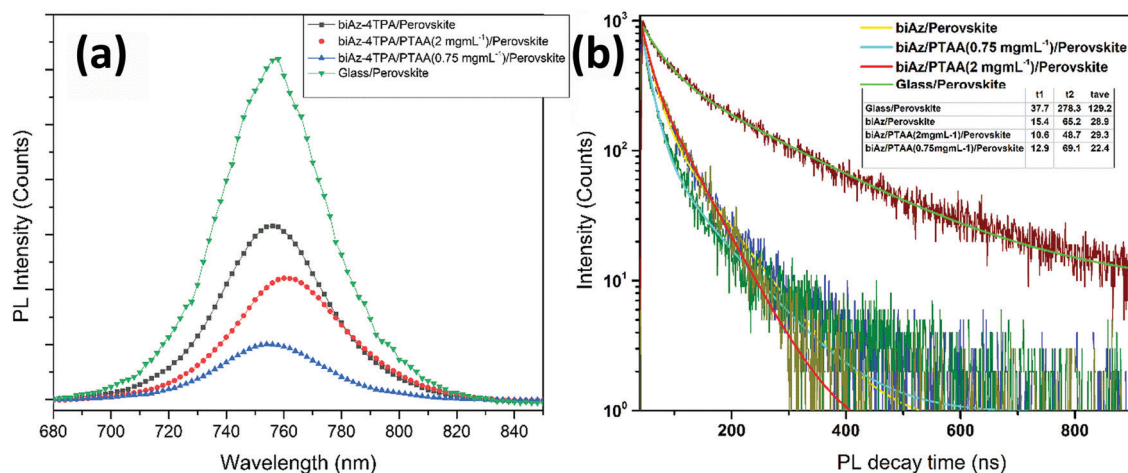 (a)
biAz-4TPA/Perovskite
biAz-4TPA/PTAA(2 mgmL⁻¹)/Perovskite
biAz-4TPA/PTAA(0.75 mgmL⁻¹)/Perovskite
Glass/Perovskite
PL Intensity (Counts)
680 700 720 740 760 780 800 820 840
Wavelength (nm)
(b)
biAz/Perovskite
biAz/PTAA(0.75 mgmL⁻¹)/Perovskite
biAz/PTAA(2 mgmL⁻¹)/Perovskite
Glass/Perovskite
t1 t2 tave
Glass/Perovskite 37.7 278.3 129.2
biAz/Perovskite 15.4 65.2 28.9
biAz/PTAA(2mgmL-1)/Perovskite 10.6 48.7 29.3
biAz/PTAA(0.75mgmL-1)/Perovskite 12.9 69.1 22.4
Intensity (Counts)
10³
10²
10¹
10⁰
200 400 600 800
PL decay time (ns)